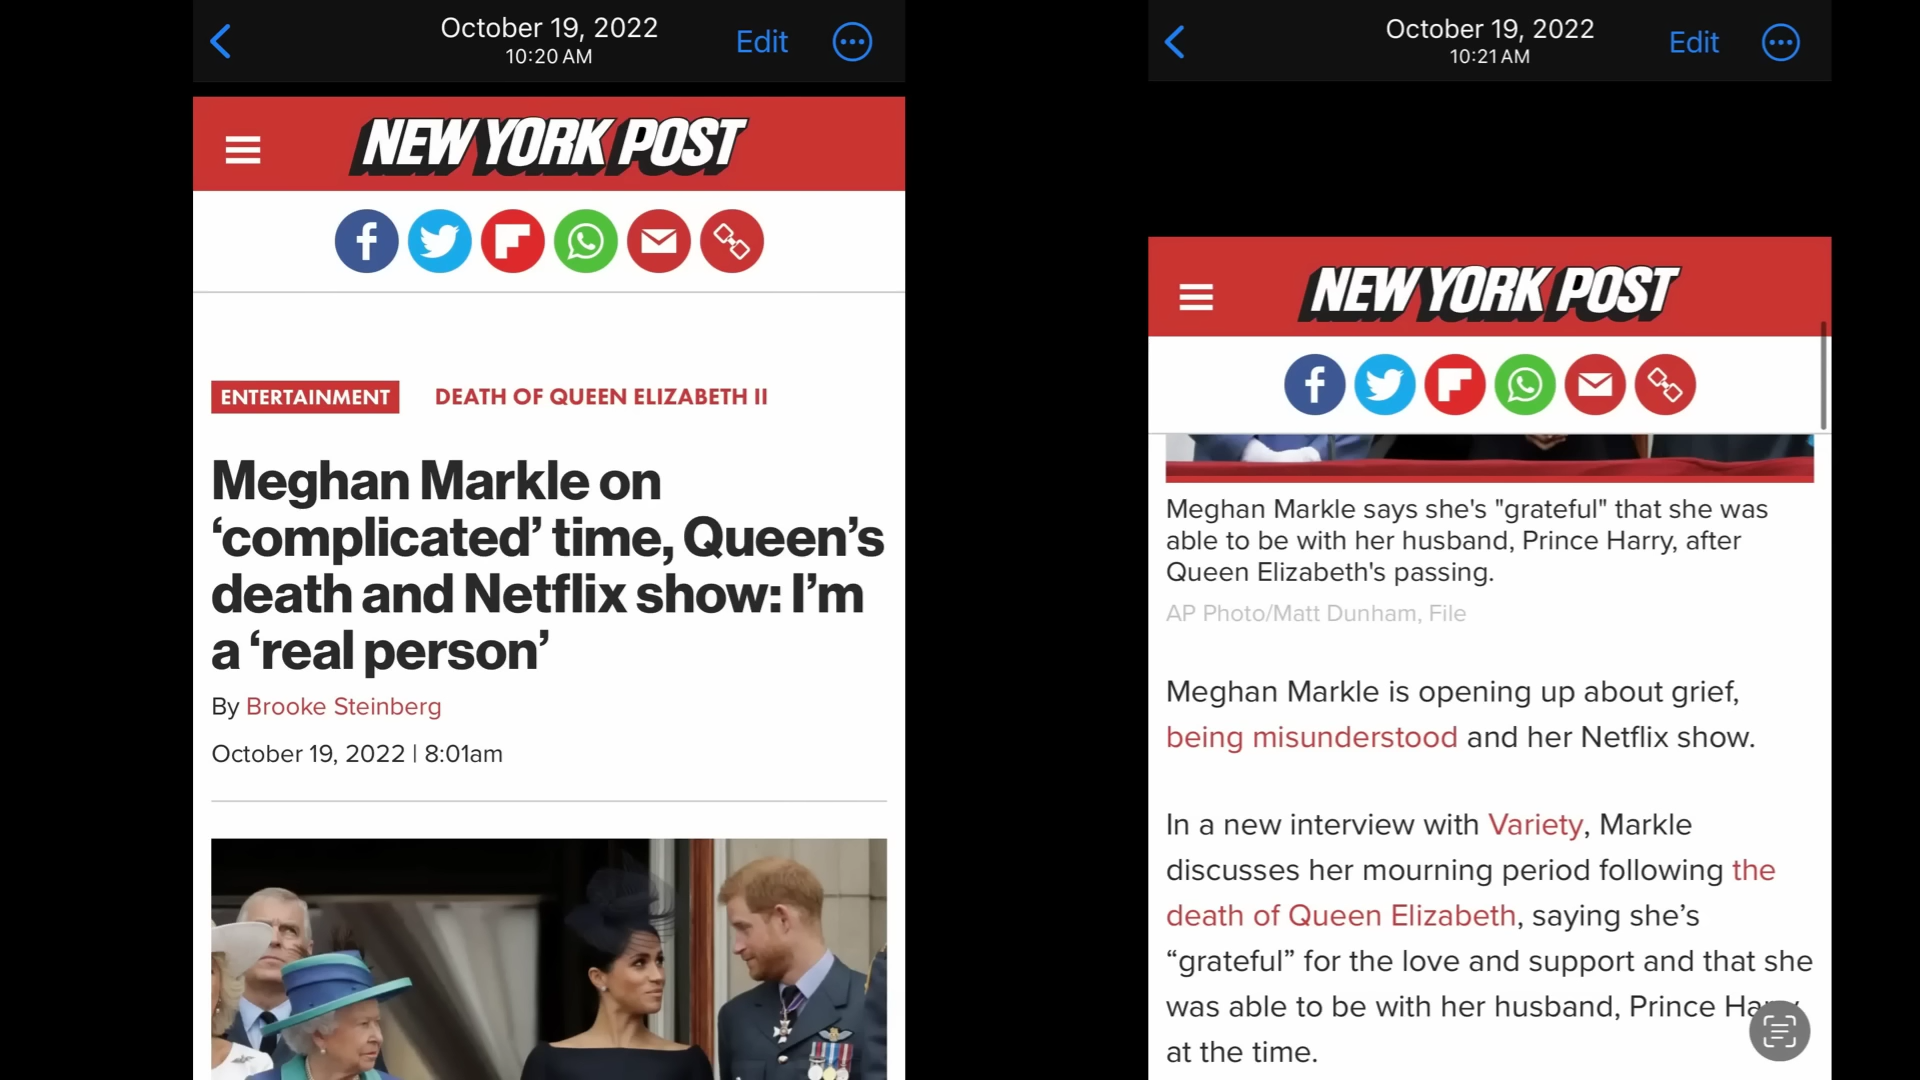 October 19, 2022
10:20 AM
Edit
NEW YORK POST
ENTERTAINMENT
DEATH OF QUEEN ELIZABETH II
Meghan Markle on
‘complicated’ time, Queen’s
death and Netflix show: I’m
a ‘real person’
By Brooke Steinberg
October 19, 2022 | 8:01am
October 19, 2022
10:21 AM
Edit
NEW YORK POST
Meghan Markle says she's "grateful" that she was
able to be with her husband, Prince Harry, after
Queen Elizabeth's passing.
AP Photo/Matt Dunham, File
Meghan Markle is opening up about grief,
being misunderstood and her Netflix show.
In a new interview with Variety, Markle
discusses her mourning period following the
death of Queen Elizabeth, saying she’s
“grateful” for the love and support and that she
was able to be with her husband, Prince Harry
at the time.